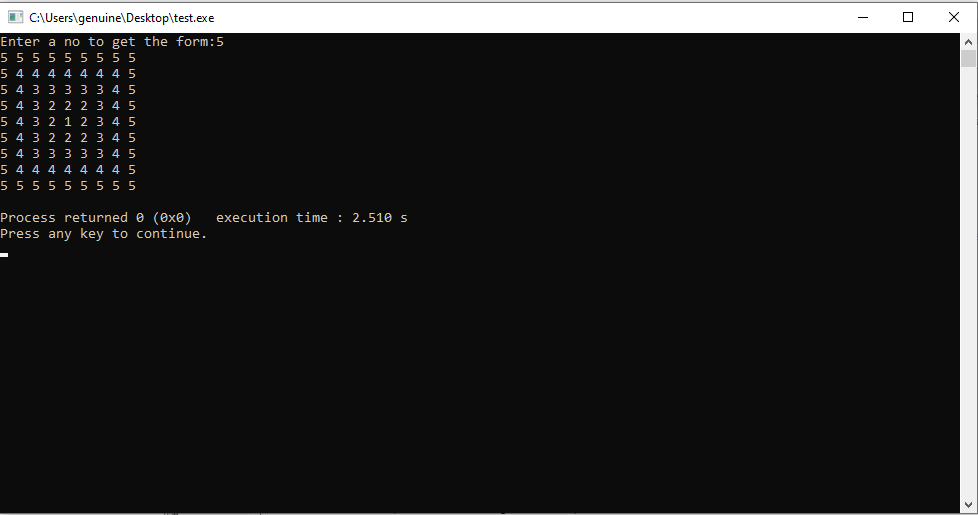 C:\Users\genuine\Desktop\test.exe
Enter a no to get the form:5
5 5 5 5 5 5 5 5 5
5 4 4 4 4 4 4 4 5
5 4 3 3 3 3 3 4 5
5 4 3 2 2 2 3 4 5
5 4 3 2 1 2 3 4 5
5 4 3 2 2 2 3 4 5
5 4 3 3 3 3 3 4 5
5 4 4 4 4 4 4 4 5
5 5 5 5 5 5 5 5 5
Process returned 0 (0x0)   execution time : 2.510 s
Press any key to continue.